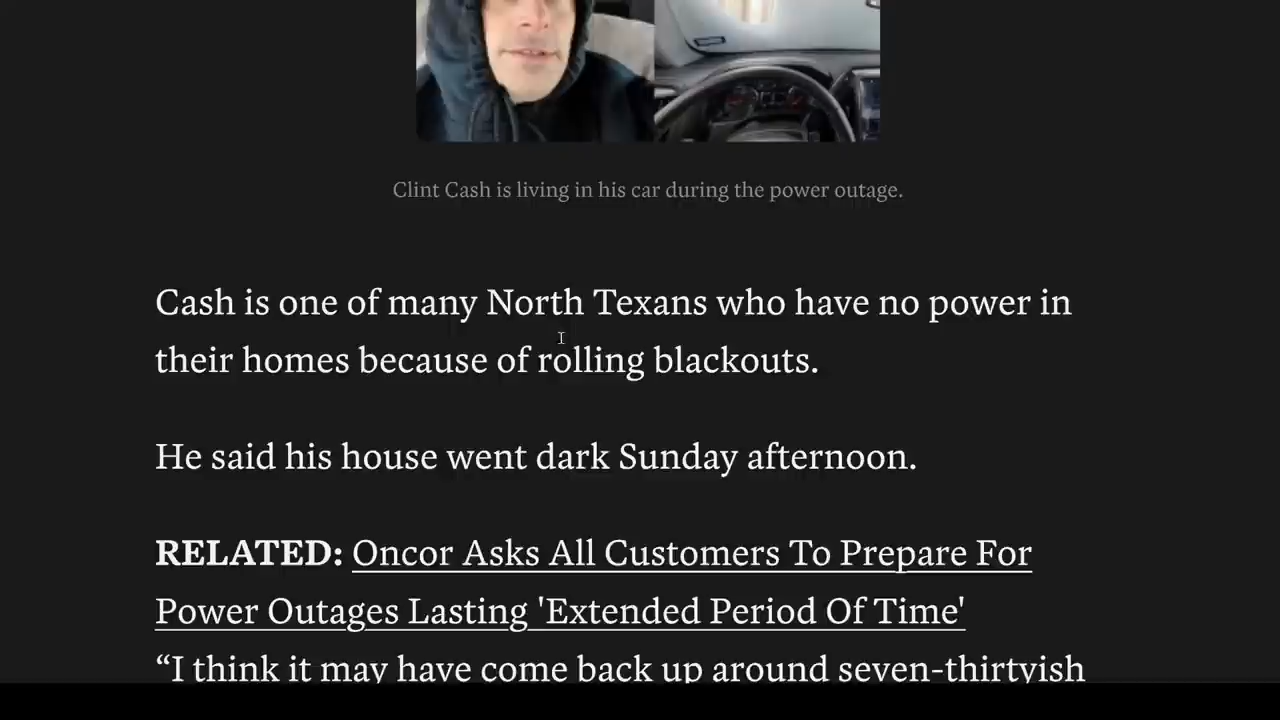 Clint Cash is living in his car during the power outage.
Cash is one of many North Texans who have no power in
their homes because of rolling blackouts.
He said his house went dark Sunday afternoon.
RELATED: Oncor Asks All Customers To Prepare For
Power Outages Lasting 'Extended Period Of Time'
“I think it may have come back up around seven-thirtyish